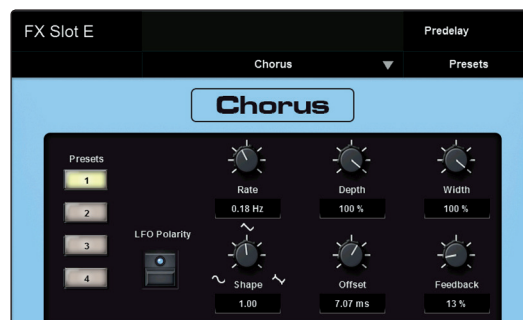 FX Slot E
Predelay
Chorus
Presets
Chorus
Presets
1
2
3
4
LFO Polarity
Rate
Depth
Width
0.18 Hz
100 %
100 %
Shape
Offset
Feedback
1.00
7.07 ms
13 %